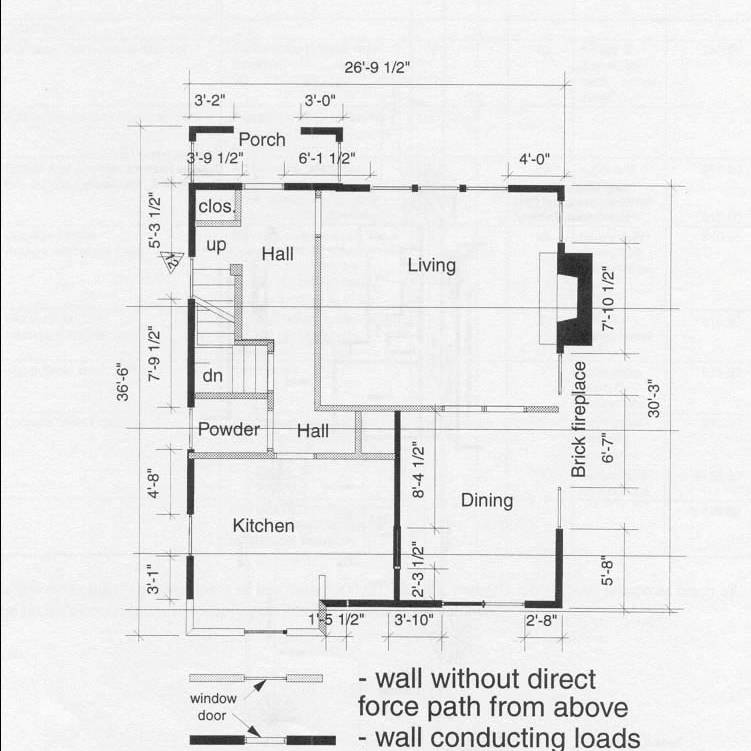 26'-9 1/2"
3'-2"
3'-0"
Porch
3'-9 1/2"
6'-1 1/2"
4'-0"
clos.
5'-3 1/2"
up
Hall
Living
7'-10 1/2"
7'-9 1/2"
36'-6"
dn
30'-3"
Brick fireplace
Powder
Hall
6'-7"
8'-4 1/2"
4'-8"
Dining
Kitchen
2'-3 1/2"
3'-1"
5'-8"
1'-5 1/2"
3'-10"
2'-8"
- wall without direct
force path from above
window
door
- wall conducting loads